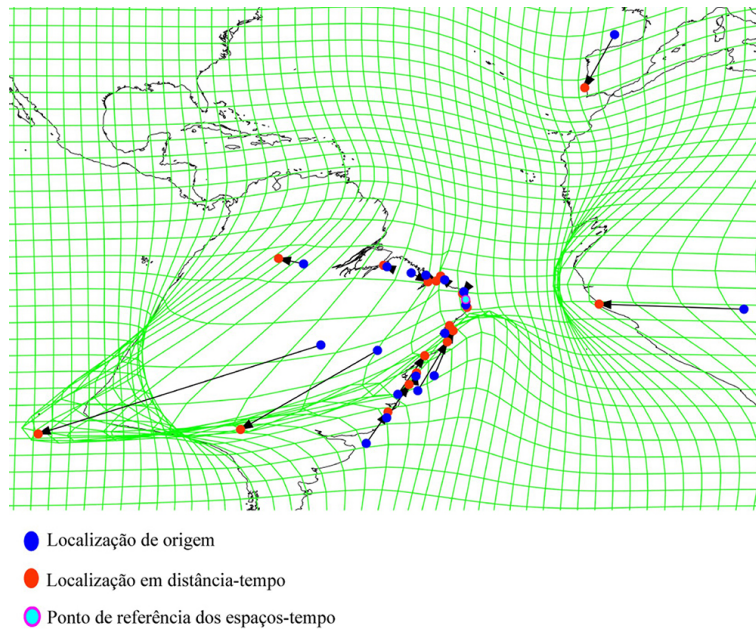 Localização de origem
Localização em distância-tempo
Ponto de referência dos espaços-tempo